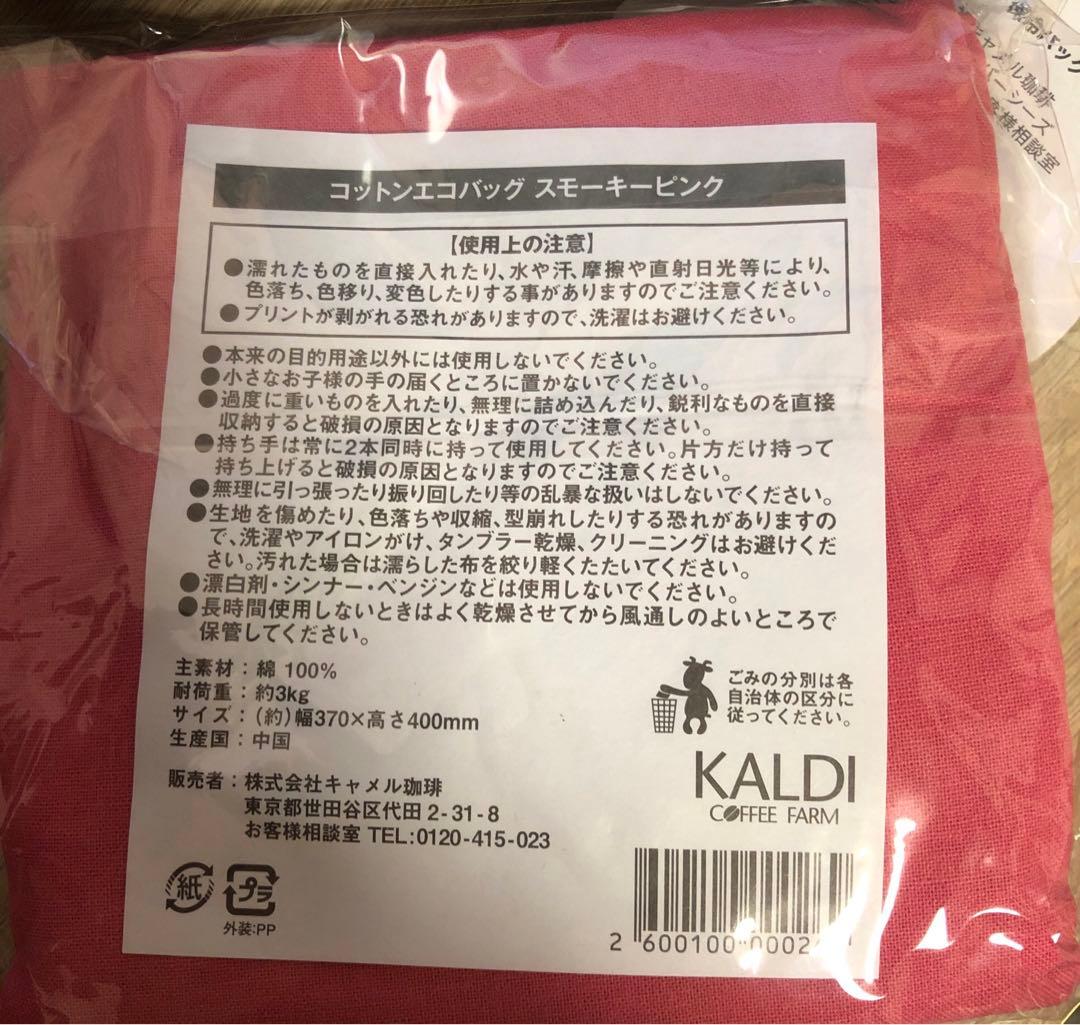 コットンエコバッグ スモーキーピンク
【使用上の注意】
●濡れたものを直接入れたり、水や汗、摩擦や直射日光等により、
色落ち、色移り、変色したりする事がありますのでご注意ください。
●プリントが剥がれる恐れがありますので、洗濯はお避けください。
●本来の目的用途以外には使用しないでください。
●小さなお子様の手の届くところに置かないでください。
●過度に重いものを入れたり、無理に詰め込んだり、鋭利なものを直接
収納すると破損の原因となりますのでご注意ください。
●持ち手は常に2本同時に持って使用してください。片方だけ持って
持ち上げると破損の原因となりますのでご注意ください。
●無理に引っ張ったり振り回したり等の乱暴な扱いはしないでください。
●生地を傷めたり、色落ちや収縮、型崩れしたりする恐れがありますの
で、洗濯やアイロンがけ、タンブラー乾燥、クリーニングはお避けくだ
さい。汚れた場合は濡らした布を絞り軽くたたいてください。
●漂白剤・シンナー・ベンジンなどは使用しないでください。
●長時間使用しないときはよく乾燥させてから風通しのよいところで
保管してください。
主素材：綿 100%
耐荷重：約3kg
サイズ：（約）幅370×高さ400mm
生産国：中国
販売者：株式会社キャメル珈琲
東京都世田谷区代田 2-31-8
お客様相談室 TEL:0120-415-023
紙
プラ
外装:PP
ごみの分別は各
自治体の区分に
従ってください。
KALDI
COFFEE FARM
2 600100 0002
バック
ャメル珈琲
バーシーズ
客様相談室